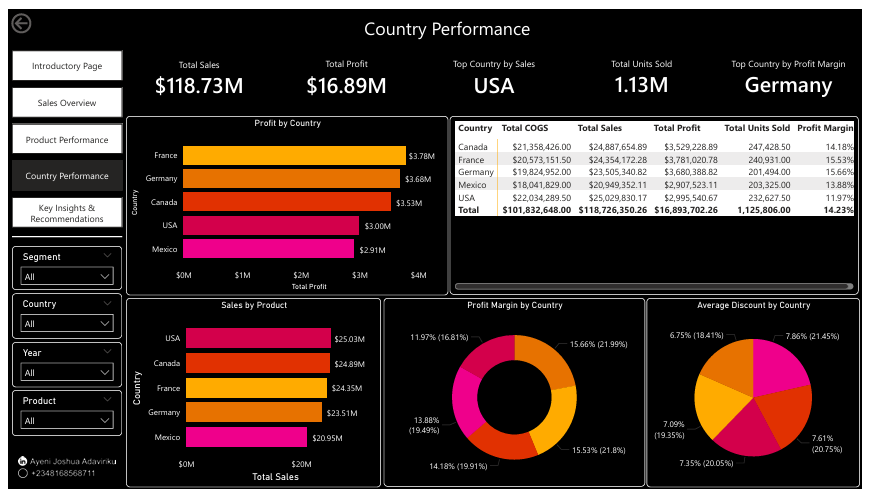 Country Performance
Introductory Page
Sales Overview
Product Performance
Country Performance
Key Insights &
Recommendations
Segment
All
Country
All
Year
All
Product
All
Ayeni Joshua Adaviriku
+2348168568711
Total Sales
$118.73M
Total Profit
$16.89M
Top Country by Sales
USA
Total Units Sold
1.13M
Top Country by Profit Margin
Germany
Profit by Country
Country
France $3.78M
Germany $3.68M
Canada $3.53M
USA $3.00M
Mexico $2.91M
$0M $1M $2M $3M $4M
Total Profit
Country Total COGS Total Sales Total Profit Total Units Sold Profit Margin
Canada $21,358,426.00 $24,887,654.89 $3,529,228.89 247,428.50 14.18%
France $20,573,151.50 $24,354,172.28 $3,781,020.78 240,931.00 15.53%
Germany $19,824,952.00 $23,505,340.82 $3,680,388.82 201,494.00 15.66%
Mexico $18,041,829.00 $20,949,352.11 $2,907,523.11 203,325.00 13.88%
USA $22,034,289.50 $25,029,830.17 $2,995,540.67 232,627.50 11.97%
Total $101,832,648.00 $118,726,350.26 $16,893,702.26 1,125,806.00 14.23%
Sales by Product
Country
USA $25.03M
Canada $24.89M
France $24.35M
Germany $23.51M
Mexico $20.95M
$0M $20M
Total Sales
Profit Margin by Country
11.97% (16.81%)
15.66% (21.99%)
13.88%
(19.49%)
14.18% (19.91%)
15.53% (21.8%)
Average Discount by Country
6.75% (18.41%)
7.86% (21.45%)
7.09%
(19.35%)
7.61%
(20.75%)
7.35% (20.05%)